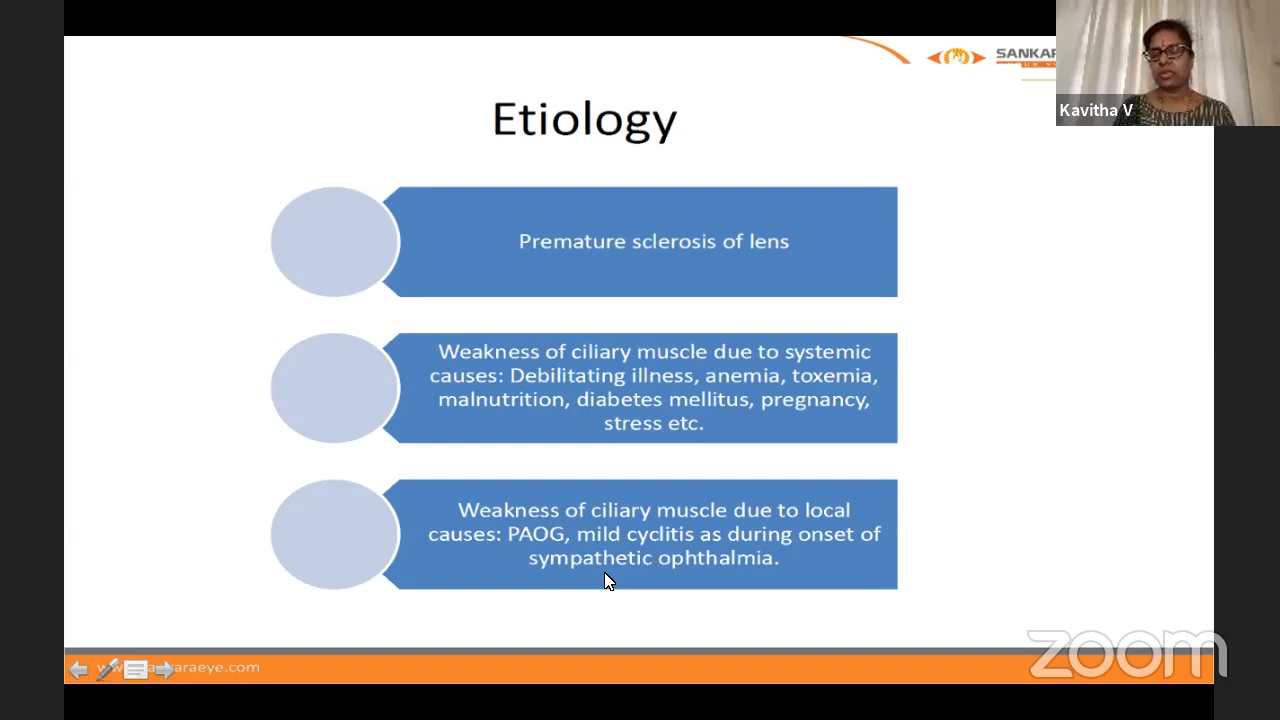 SANKAR
Kavitha V
Etiology
Premature sclerosis of lens
Weakness of ciliary muscle due to systemic
causes: Debilitating illness, anemia, toxemia,
malnutrition, diabetes mellitus, pregnancy,
stress etc.
Weakness of ciliary muscle due to local
causes: PAOG, mild cyclitis as during onset of
sympathetic ophthalmia.
zoom
araeye.com